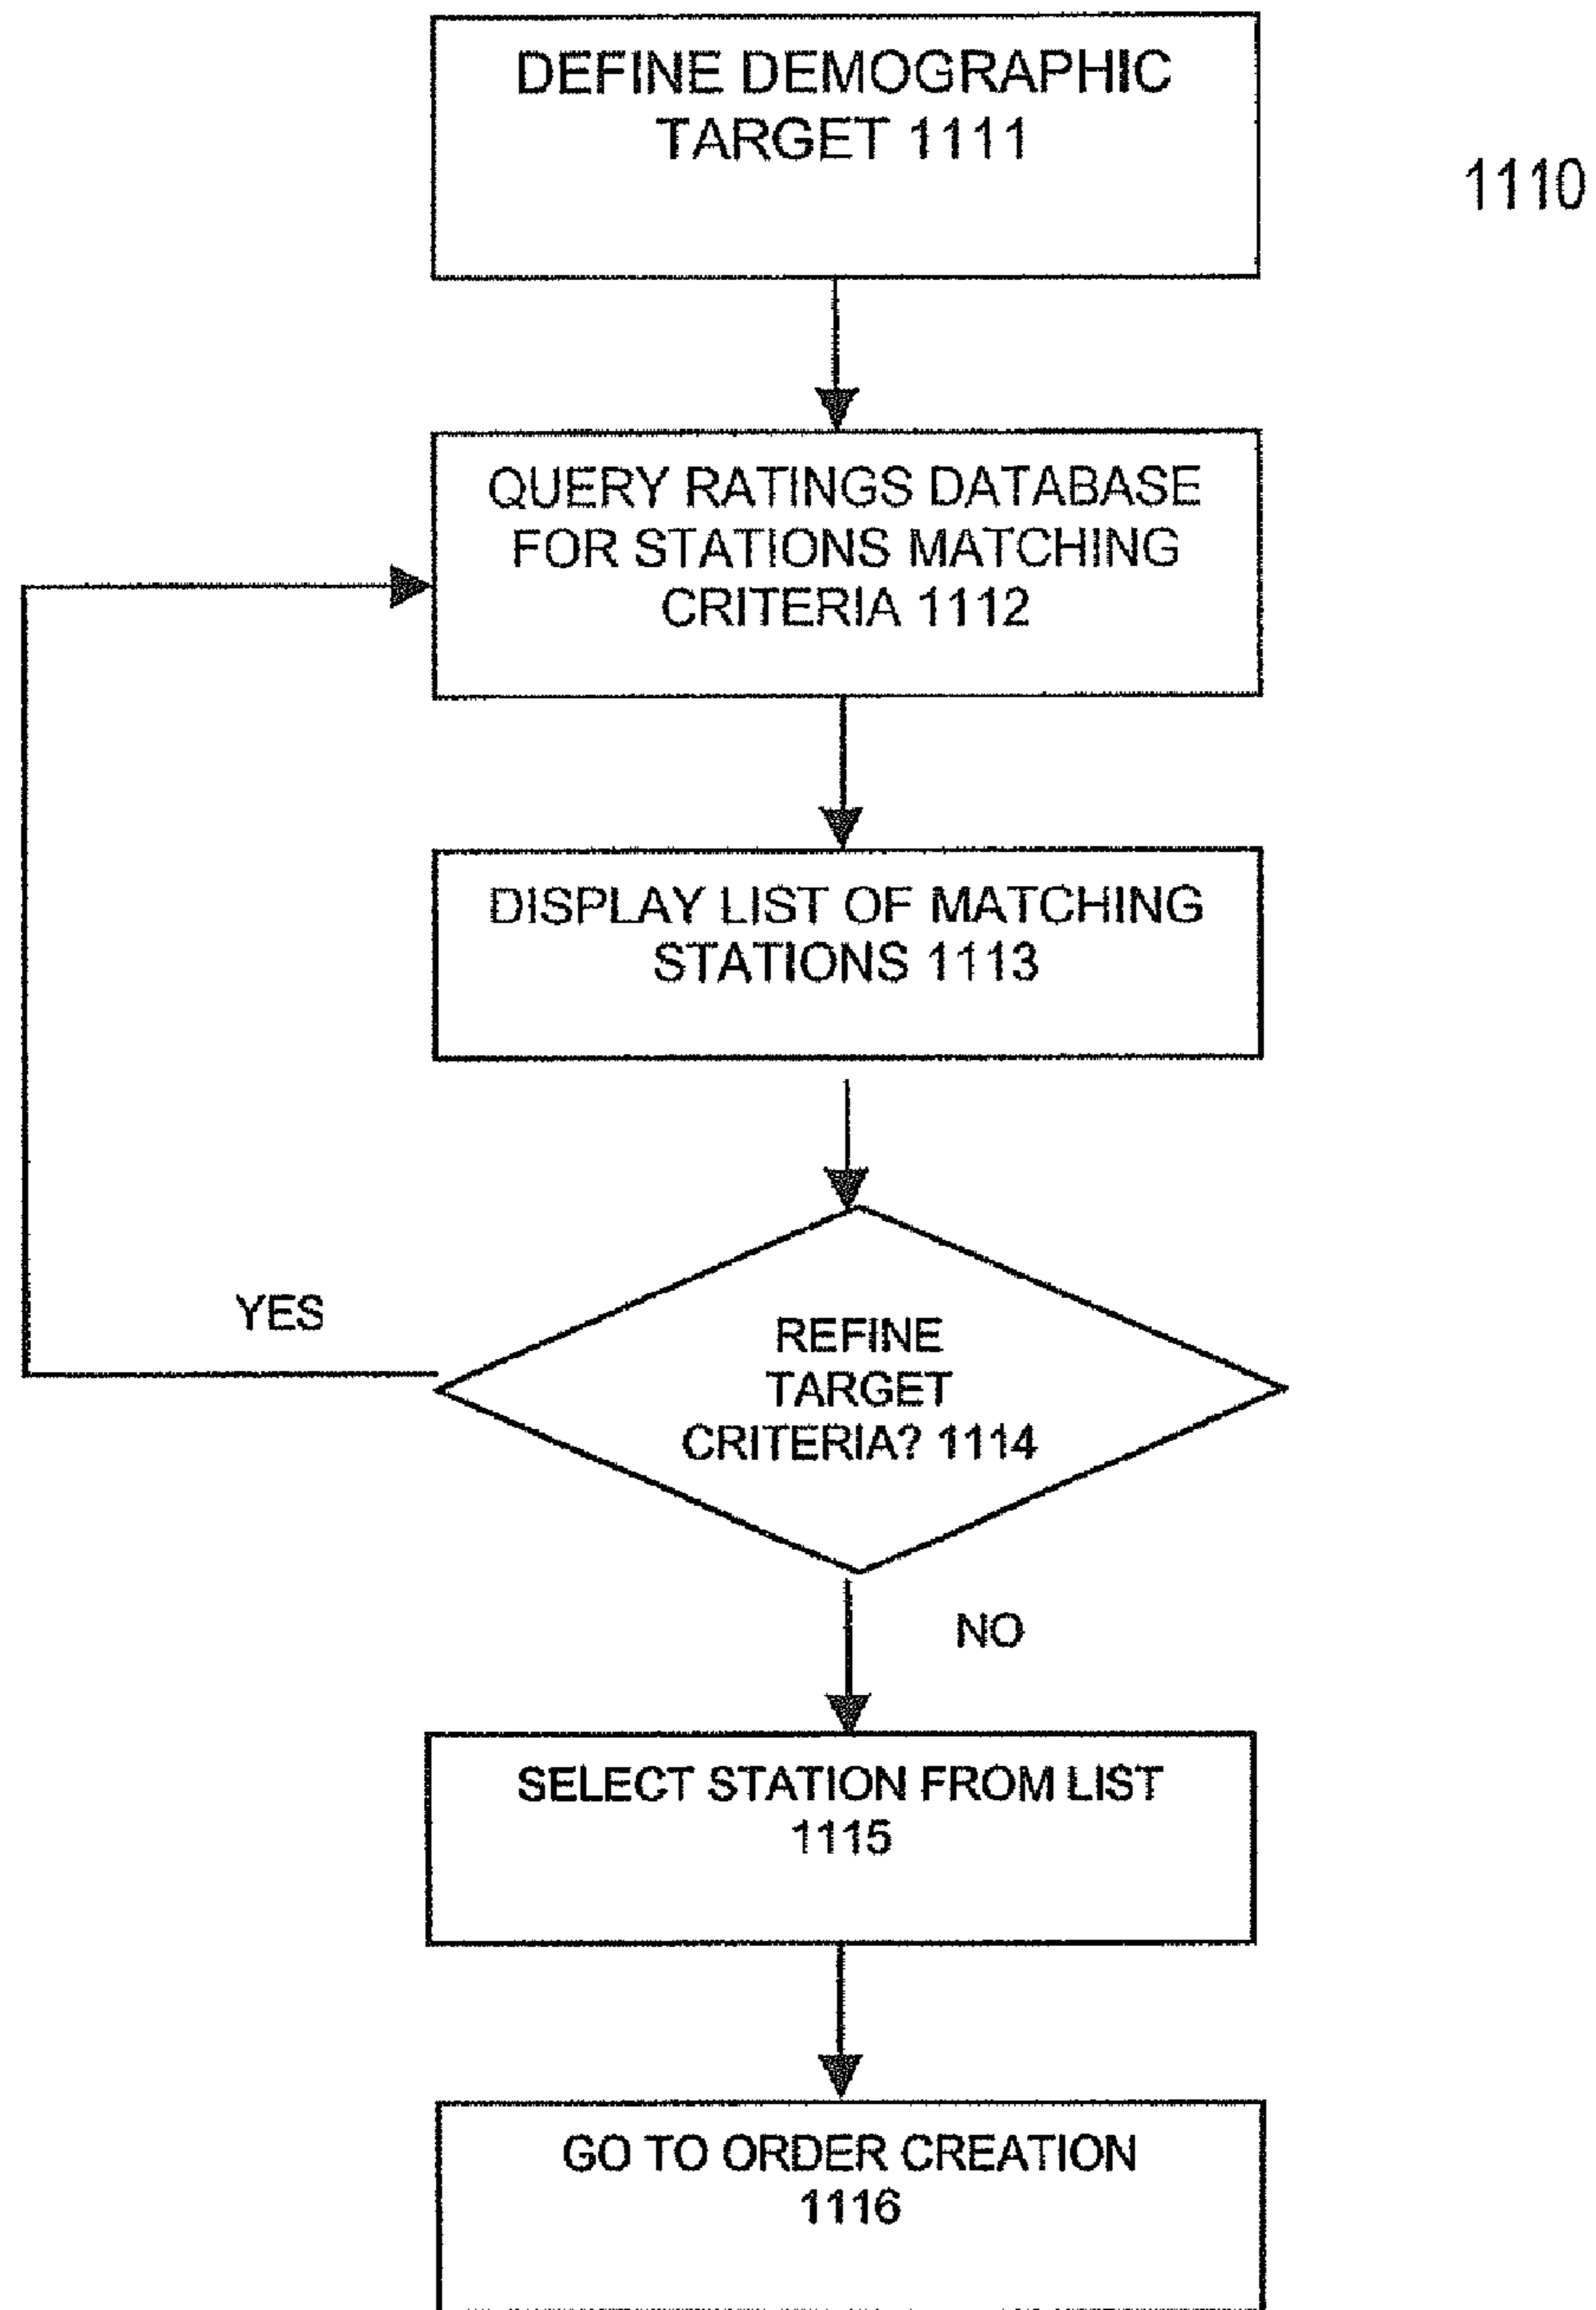 DEFINE DEMOGRAPHIC
TARGET 1111
1110
QUERY RATINGS DATABASE
FOR STATIONS MATCHING
CRITERIA 1112
DISPLAY LIST OF MATCHING
STATIONS 1113
YES
REFINE
TARGET
CRITERIA? 1114
NO
SELECT STATION FROM LIST
1115
GO TO ORDER CREATION
1116